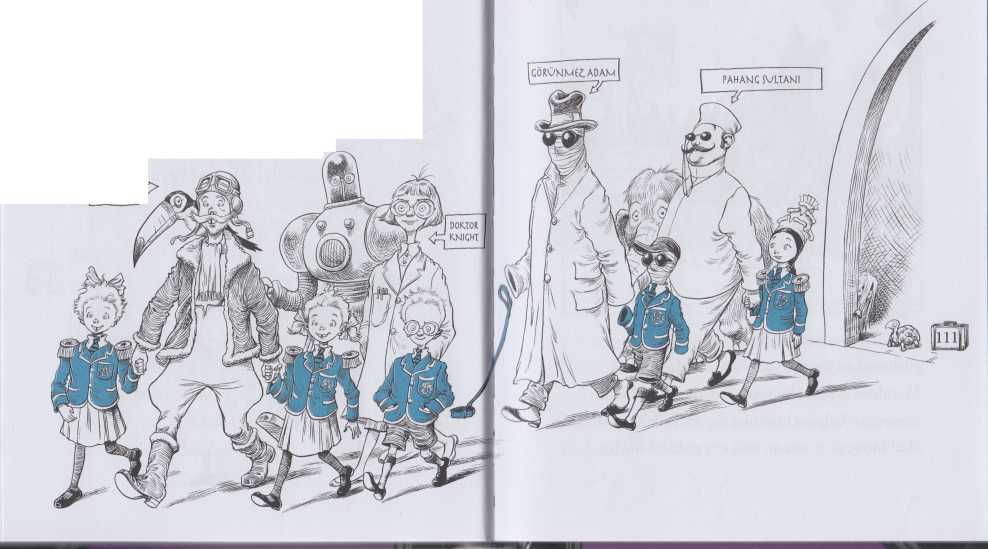 DOKTOR
KNIGHT
GÖRÜNMEZ ADAM
PAHANG SULTANI
111